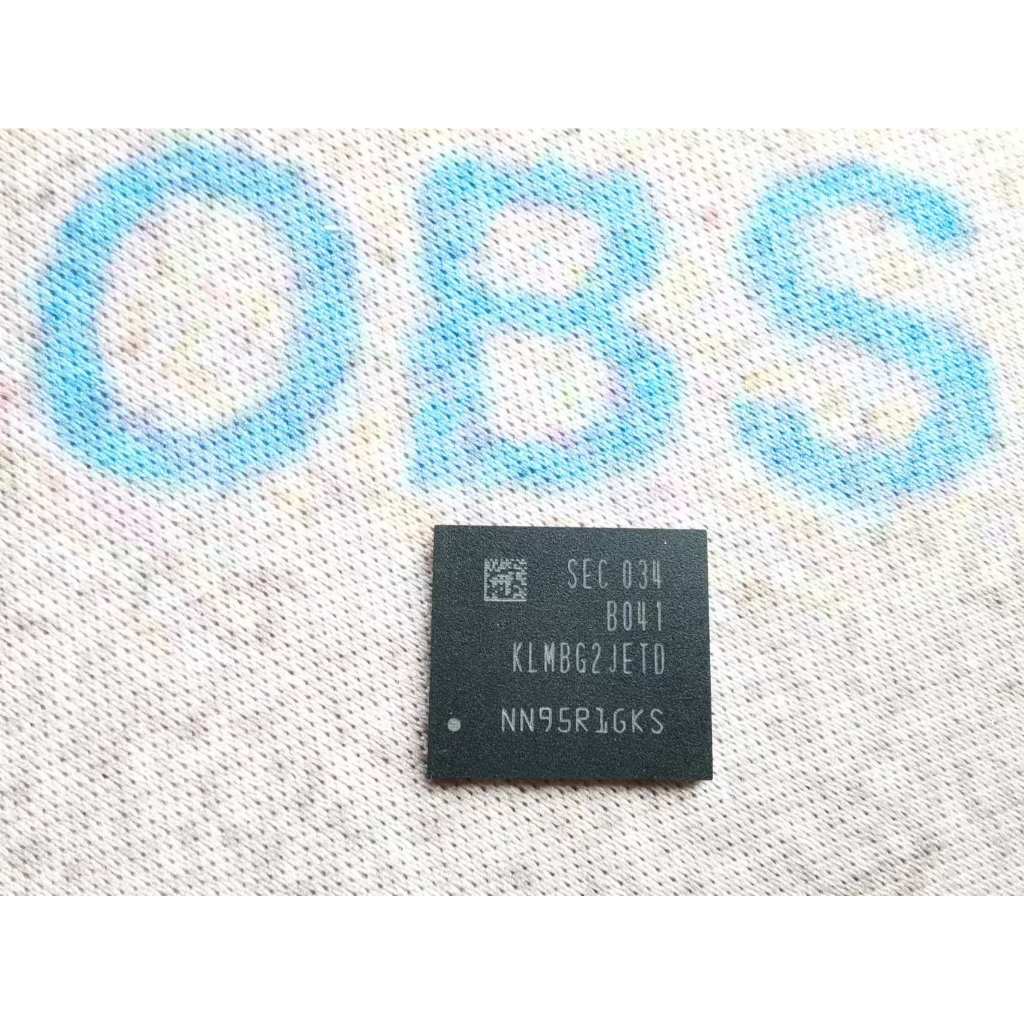 OBS
SEC 034
B041
KLMBG2JETD
NN95R1GKS